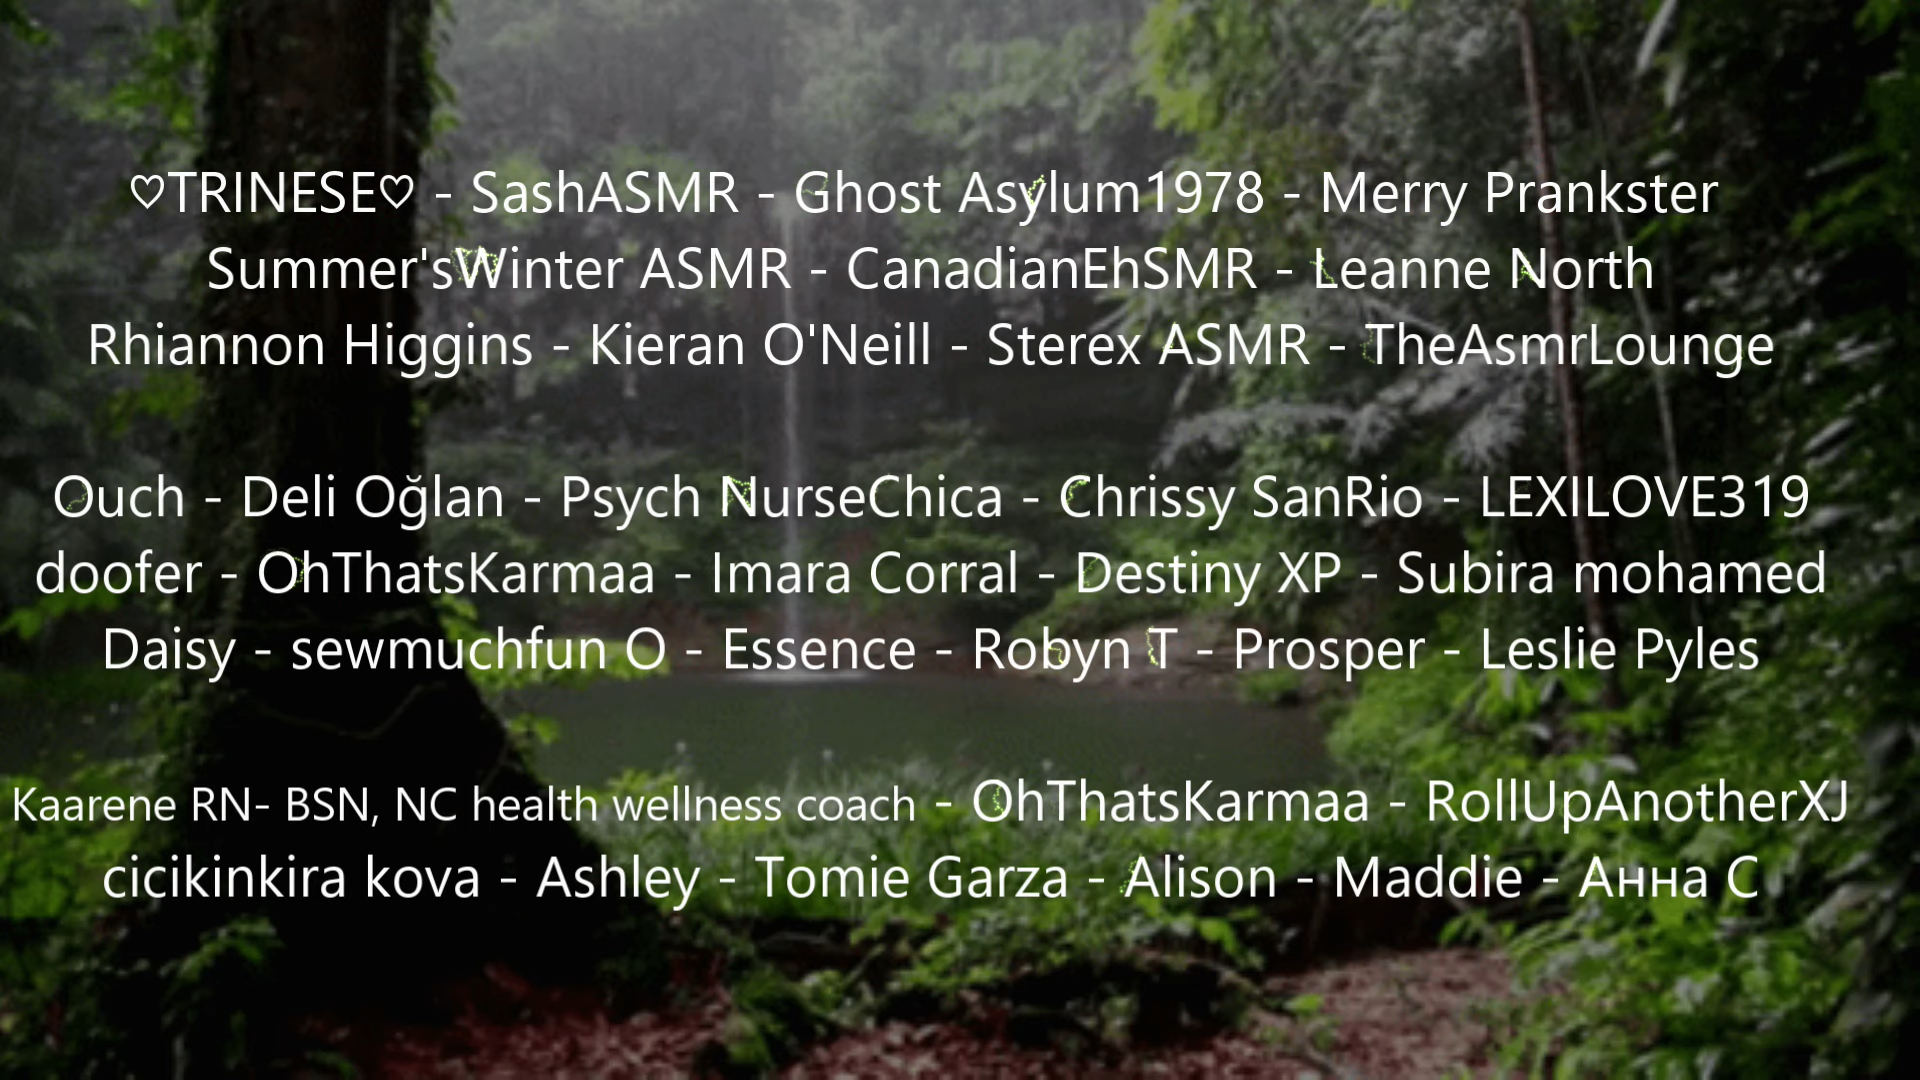 ♡TRINESE♡ - SashASMR - Ghost Asylum1978 - Merry Prankster
Summer'sWinter ASMR - CanadianEhSMR - Leanne North
Rhiannon Higgins - Kieran O'Neill - Sterex ASMR - TheAsmrLounge
Ouch - Deli Oğlan - Psych NurseChica - Chrissy SanRio - LEXILOVE319
doofer - OhThatsKarmaa - Imara Corral - Destiny XP - Subira mohamed
Daisy - sewmuchfun O - Essence - Robyn T - Prosper - Leslie Pyles
Kaarene RN- BSN, NC health wellness coach - OhThatsKarmaa - RollUpAnotherXJ
cicikinkira kova - Ashley - Tomie Garza - Alison - Maddie - Анна С